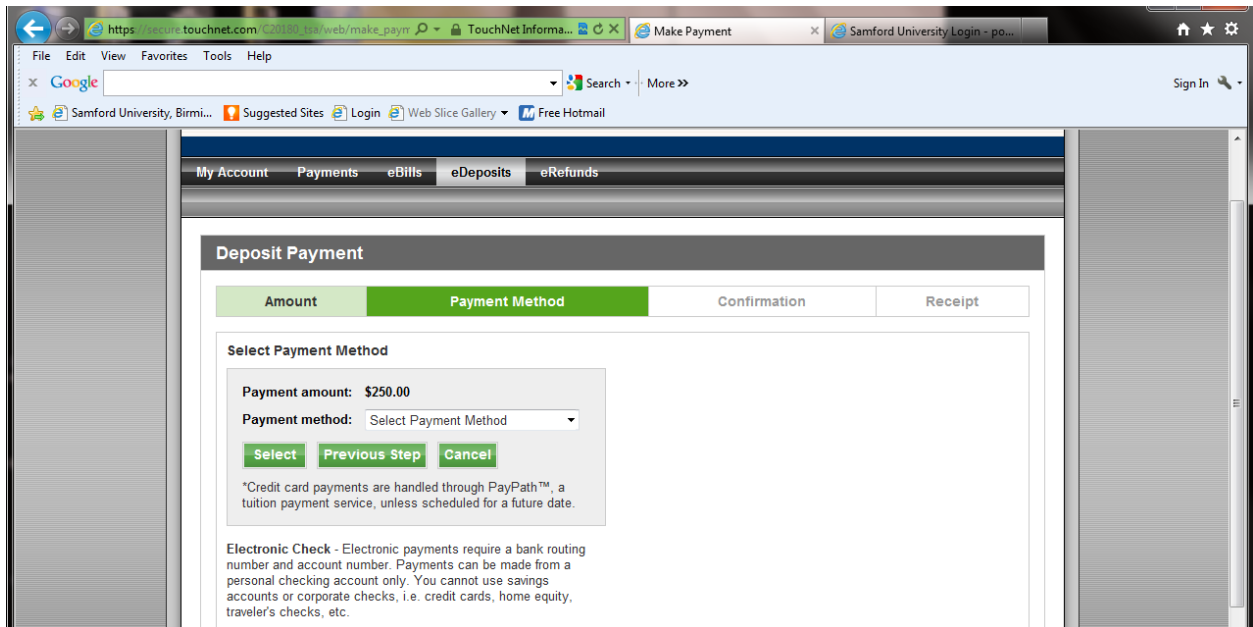 https://secure.touchnet.com/C20180_tsa/web/make_paym TouchNet Informa... Make Payment Samford University Login - po...
File Edit View Favorites Tools Help
x Google Search More >> Sign In
Samford University, Birmi... Suggested Sites Login Web Slice Gallery Free Hotmail
My Account Payments eBills eDeposits eRefunds
Deposit Payment
Amount Payment Method Confirmation Receipt
Select Payment Method
Payment amount: $250.00
Payment method: Select Payment Method
Select Previous Step Cancel
*Credit card payments are handled through PayPath™, a
tuition payment service, unless scheduled for a future date.
Electronic Check - Electronic payments require a bank routing
number and account number. Payments can be made from a
personal checking account only. You cannot use savings
accounts or corporate checks, i.e. credit cards, home equity,
traveler's checks, etc.